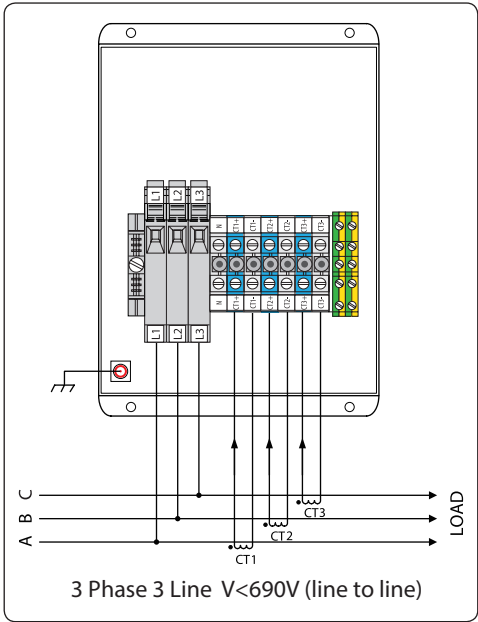 L1 L2 L3
N CT1+ CT1- CT2+ CT2- CT3+ CT3-
N CT1+ CT1- CT2+ CT2- CT3+ CT3-
L1 L2 L3
C
B
A
LOAD
CT3
CT2
CT1
3 Phase 3 Line V<690V (line to line)